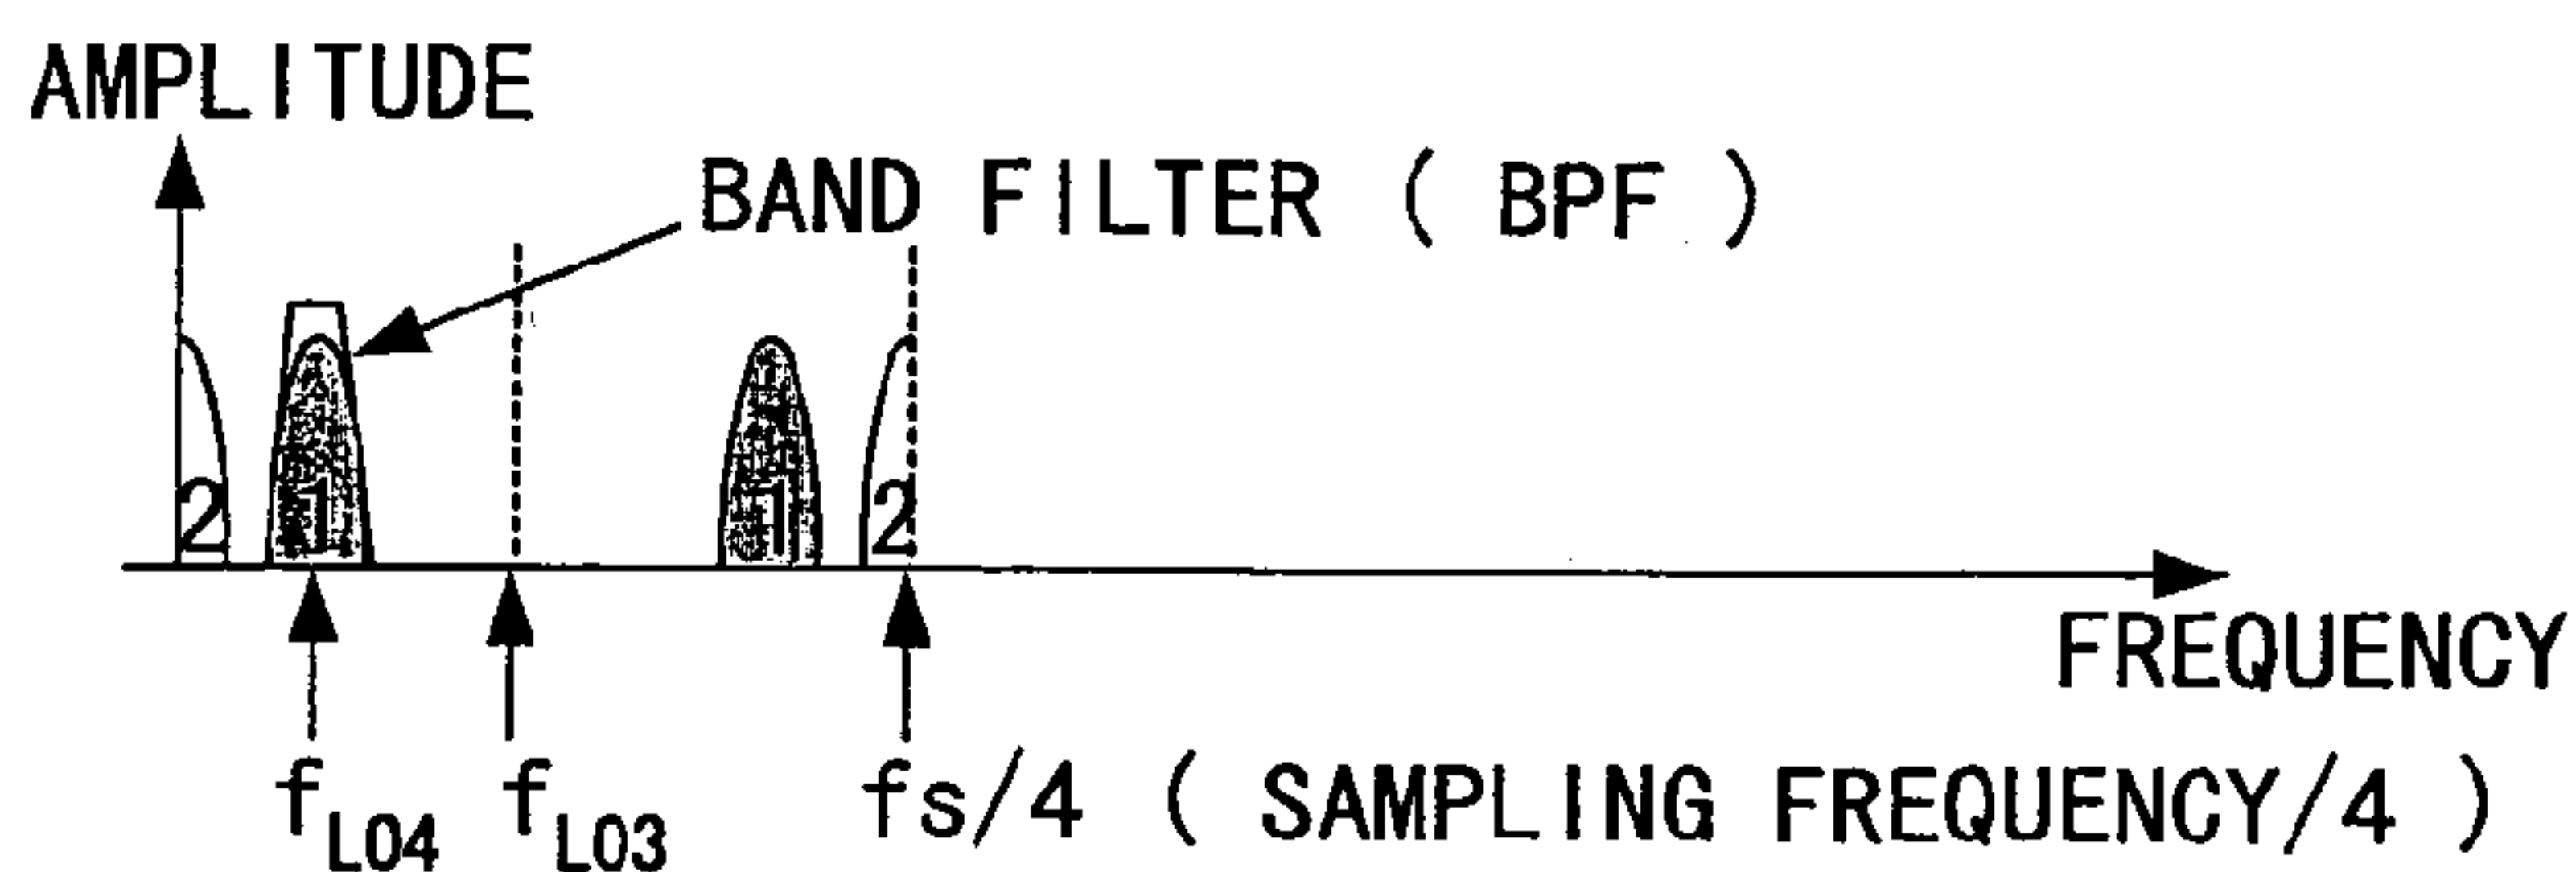 AMPLITUDE
BAND FILTER ( BPF )
2 1 1 2
FREQUENCY
fLO4 fLO3 fs/4 ( SAMPLING FREQUENCY/4 )